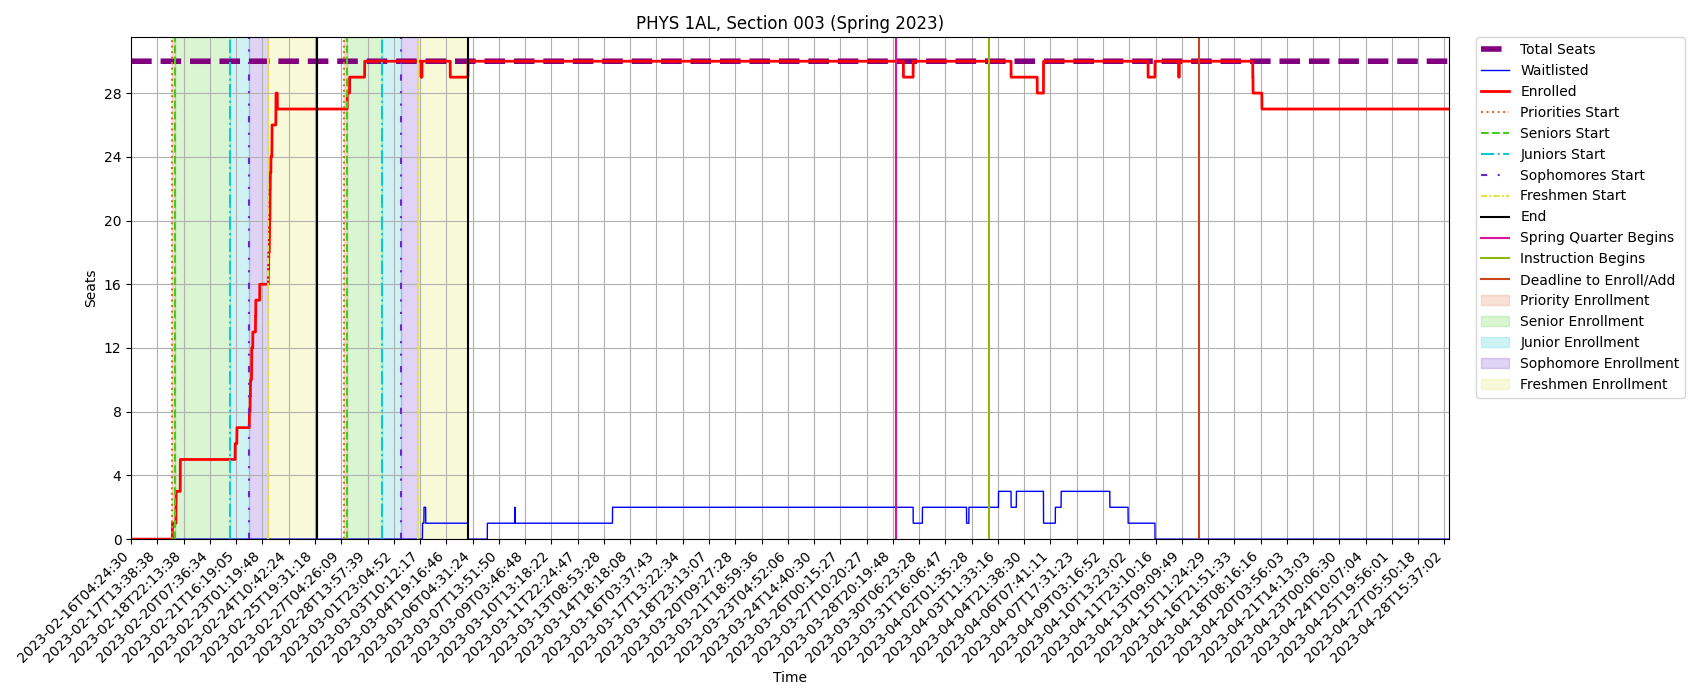 PHYS 1AL, Section 003 (Spring 2023)
Seats
28
24
20
16
12
8
4
0
2023-02-16T04:24:30
2023-02-17T13:38:38
2023-02-18T22:13:38
2023-02-20T07:36:34
2023-02-21T16:19:05
2023-02-23T01:19:48
2023-02-24T10:42:24
2023-02-25T19:31:18
2023-02-27T04:26:09
2023-02-28T13:57:39
2023-03-01T23:04:52
2023-03-03T10:12:17
2023-03-04T19:16:46
2023-03-06T04:31:24
2023-03-07T13:51:50
2023-03-09T03:46:48
2023-03-10T13:18:22
2023-03-11T22:24:47
2023-03-13T08:53:28
2023-03-14T18:18:08
2023-03-16T03:37:43
2023-03-17T13:22:34
2023-03-18T23:13:07
2023-03-20T09:27:28
2023-03-21T18:59:36
2023-03-23T04:52:06
2023-03-24T14:40:30
2023-03-26T00:15:27
2023-03-27T10:20:27
2023-03-28T20:19:48
2023-03-30T06:23:28
2023-03-31T16:06:47
2023-04-02T01:35:28
2023-04-03T11:33:16
2023-04-04T21:38:30
2023-04-06T07:41:11
2023-04-07T17:31:23
2023-04-09T03:16:52
2023-04-10T13:23:02
2023-04-11T23:10:16
2023-04-13T09:09:49
2023-04-15T11:24:29
2023-04-16T21:51:33
2023-04-18T08:16:16
2023-04-20T03:56:03
2023-04-21T14:13:03
2023-04-23T00:06:30
2023-04-24T10:07:04
2023-04-25T19:56:01
2023-04-27T05:50:18
2023-04-28T15:37:02
Time
Total Seats
Waitlisted
Enrolled
Priorities Start
Seniors Start
Juniors Start
Sophomores Start
Freshmen Start
End
Spring Quarter Begins
Instruction Begins
Deadline to Enroll/Add
Priority Enrollment
Senior Enrollment
Junior Enrollment
Sophomore Enrollment
Freshmen Enrollment